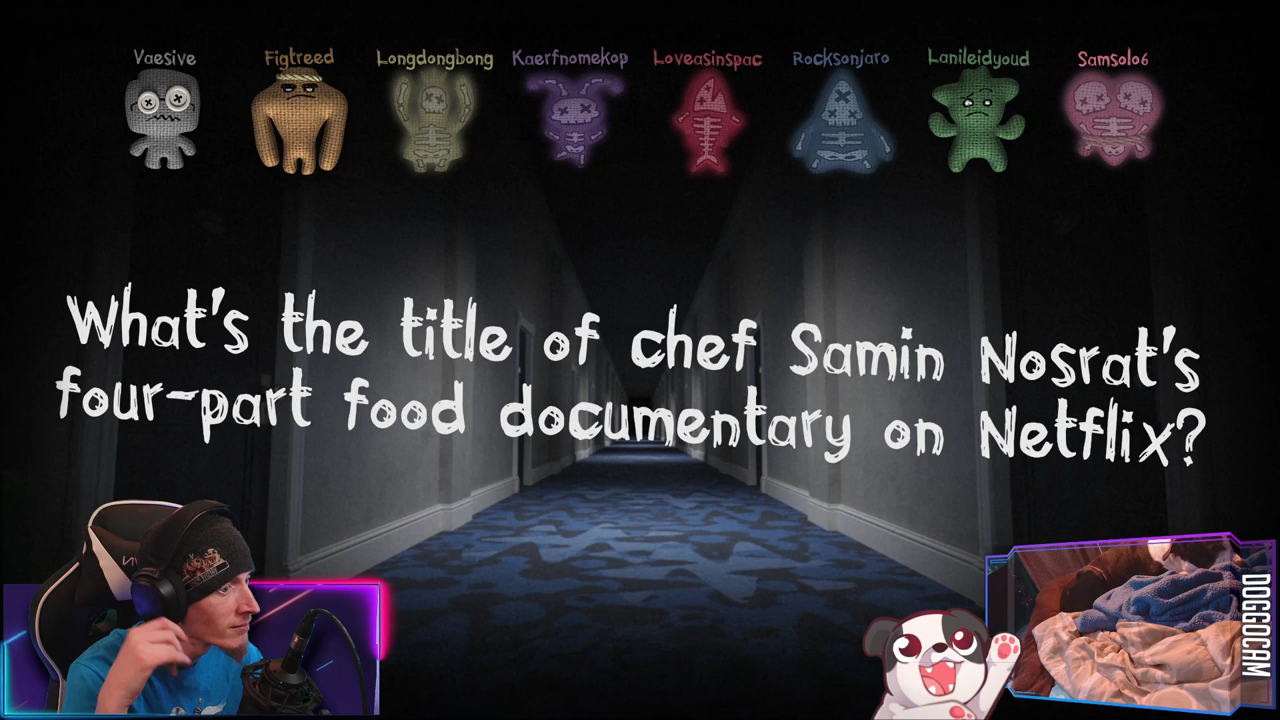 Vaesive Figtreed Longdongbong Kaerfnomekop Loveasinspac Rocksonjaro Lanileidyoud Samsolo6
What's the title of chef Samin Nosrat's
four-part food documentary on Netflix?
DOGGOCAM